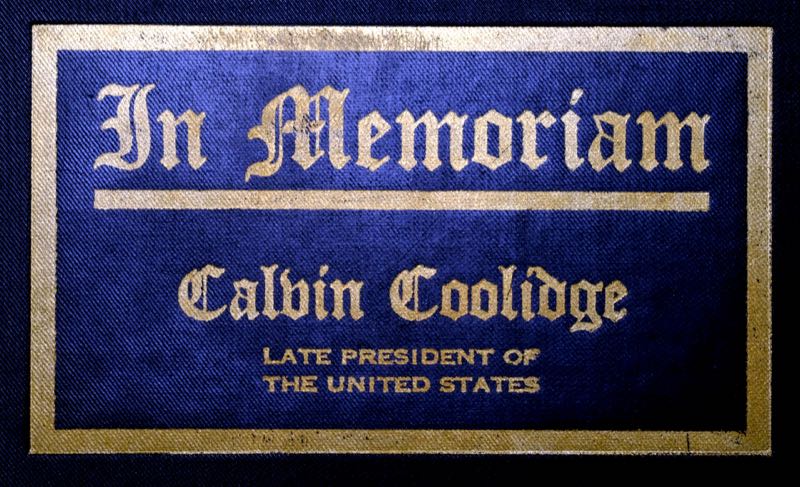 In Memoriam
Calvin Coolidge
LATE PRESIDENT OF
THE UNITED STATES